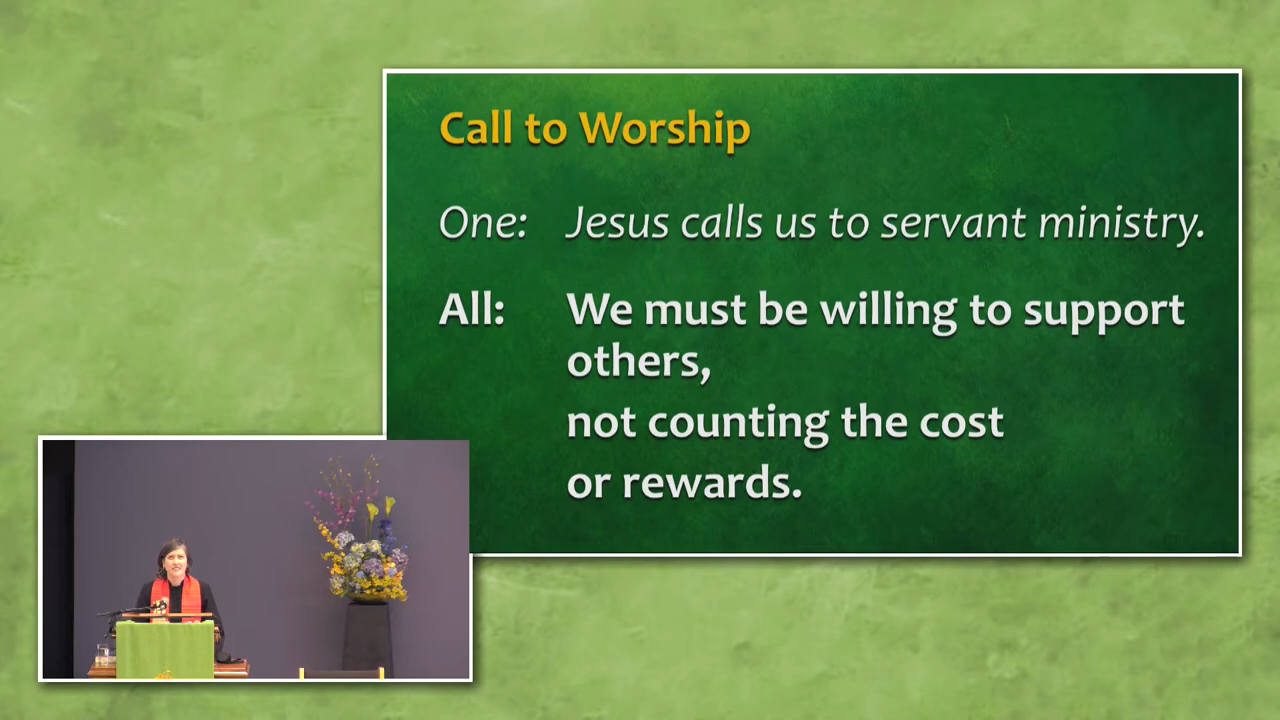 Call to Worship
One: Jesus calls us to servant ministry.
All: We must be willing to support
others,
not counting the cost
or rewards.